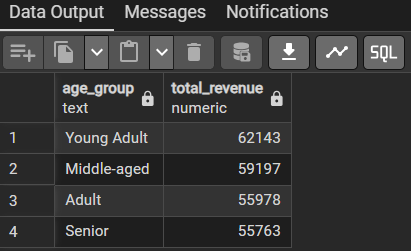 Data Output Messages Notifications
SQL
age_group total_revenue
text numeric
1 Young Adult 62143
2 Middle-aged 59197
3 Adult 55978
4 Senior 55763